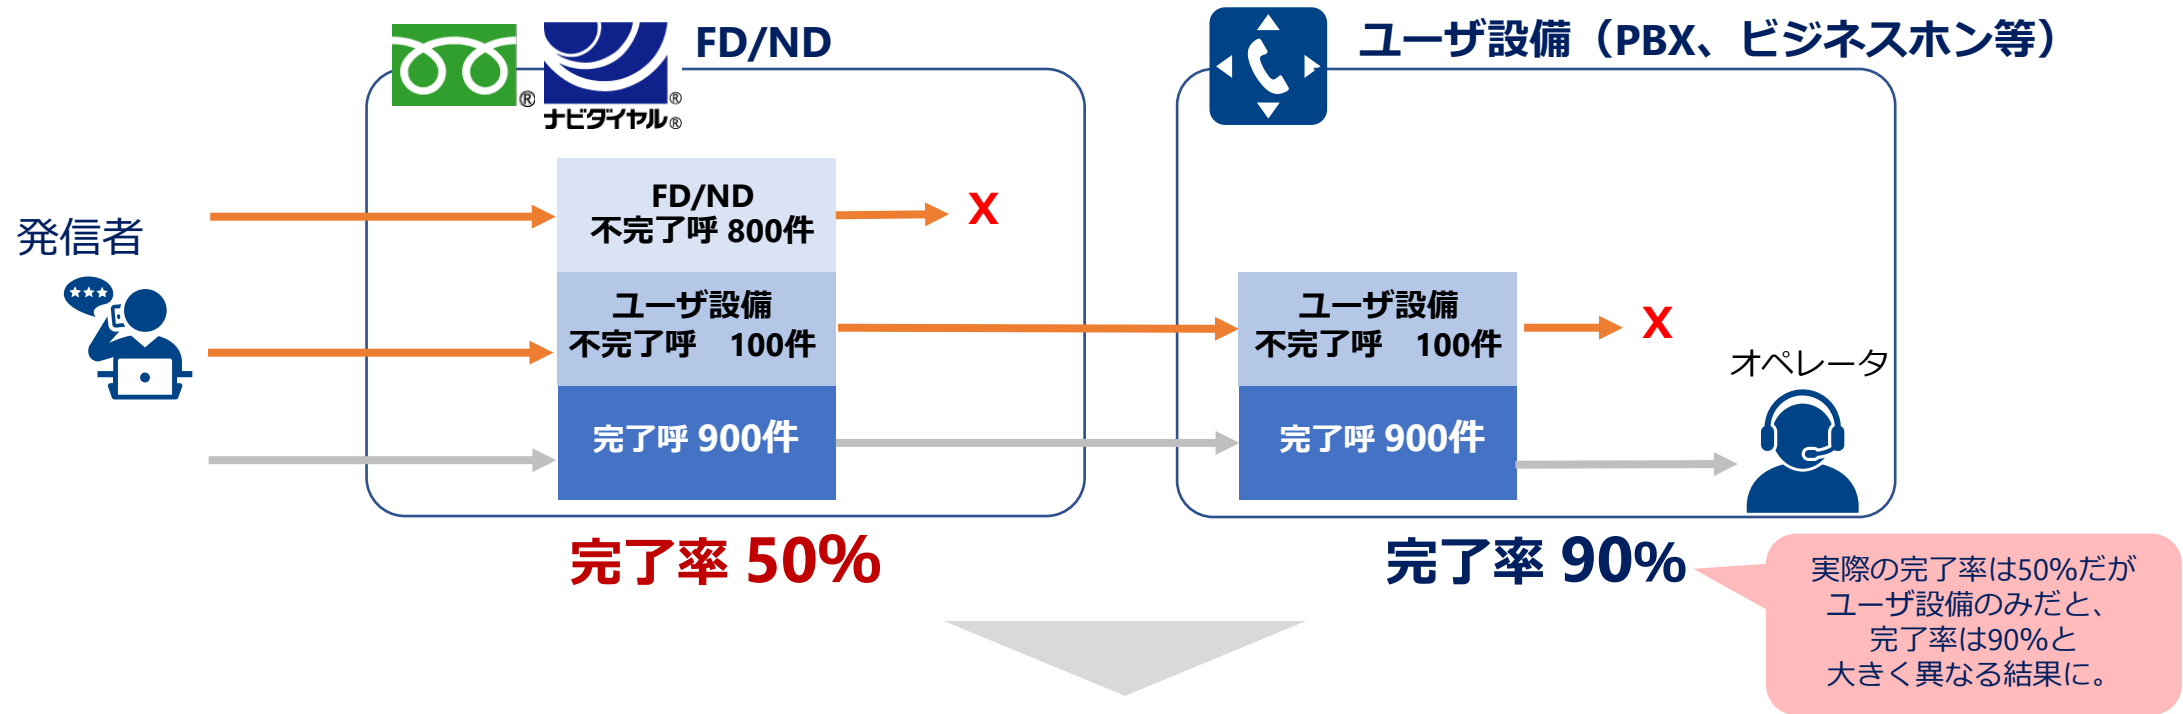 FD/ND
ナビダイヤル®
ユーザ設備（PBX、ビジネスホン等）
発信者
FD/ND
不完了呼 800件
X
ユーザ設備
不完了呼　100件
完了呼 900件
ユーザ設備
不完了呼　100件
X
完了呼 900件
オペレータ
完了率 50%
完了率 90%
実際の完了率は50%だが
ユーザ設備のみだと、
完了率は90%と
大きく異なる結果に。